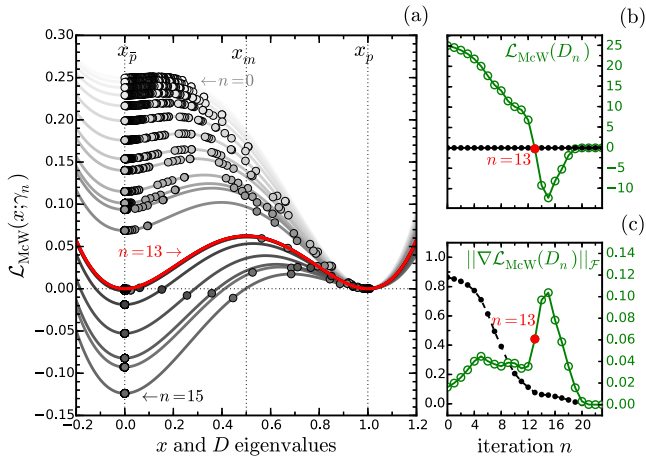 (a)
x_p̄
x_m
x_p
←n=0
n=13→
←n=15
0.30
0.25
0.20
0.15
0.10
0.05
0.00
−0.05
−0.10
−0.15
ℒ_McW(x;γ_n)
−0.2 0.0 0.2 0.4 0.6 0.8 1.0 1.2
x and D eigenvalues
(b)
ℒ_McW(D_n)
n=13
25
20
15
10
5
0
−5
−10
(c)
||∇ℒ_McW(D_n)||_ℱ
n=13
1.0
0.8
0.6
0.4
0.2
0.0
0.14
0.12
0.10
0.08
0.06
0.04
0.02
0.00
0 5 10 15 20
iteration n